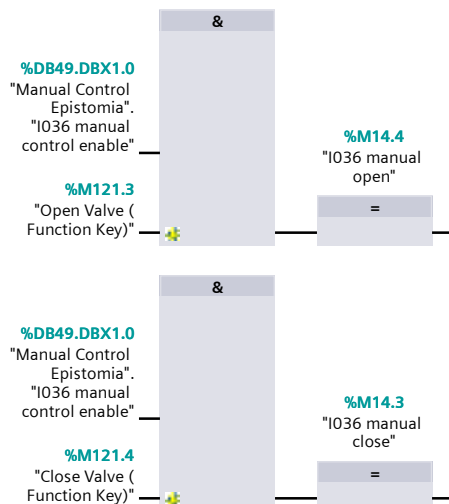 &
%DB49.DBX1.0
"Manual Control
Epistomia".
"I036 manual
control enable"
%M121.3
"Open Valve (
Function Key)"
%M14.4
"I036 manual
open"
=
&
%DB49.DBX1.0
"Manual Control
Epistomia".
"I036 manual
control enable"
%M121.4
"Close Valve (
Function Key)"
%M14.3
"I036 manual
close"
=